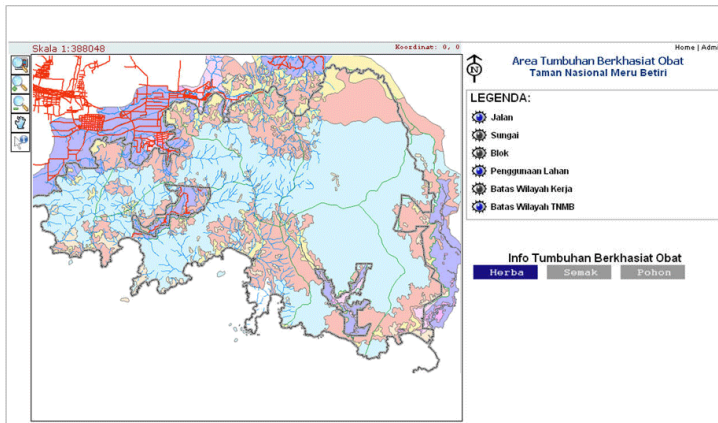 Skala 1:388048
Koordinat: 0, 0
Home | Admi
N
Area Tumbuhan Berkhasiat Obat
Taman Nasional Meru Betiri
LEGENDA:
Jalan
Sungai
Blok
Penggunaan Lahan
Batas Wilayah Kerja
Batas Wilayah TNMB
Info Tumbuhan Berkhasiat Obat
Herba Semak Pohon